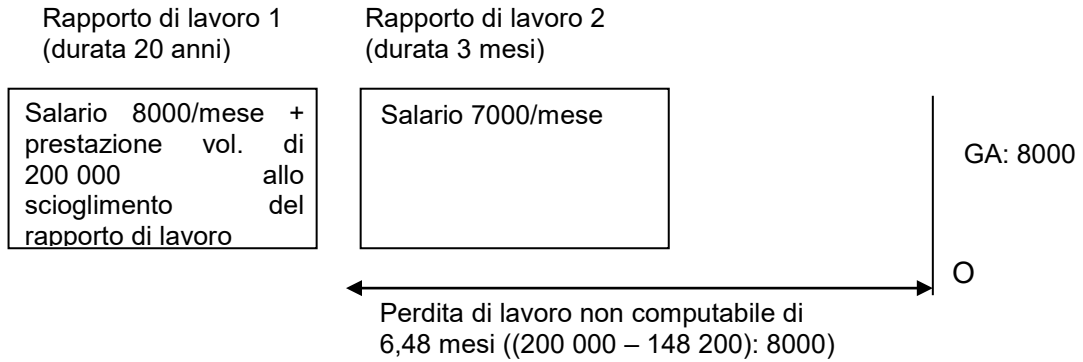 Rapporto di lavoro 1
(durata 20 anni)
Rapporto di lavoro 2
(durata 3 mesi)
Salario 8000/mese +
prestazione vol. di
200 000 allo
scioglimento del
rapporto di lavoro
Salario 7000/mese
GA: 8000
O
Perdita di lavoro non computabile di
6,48 mesi ((200 000 – 148 200): 8000)